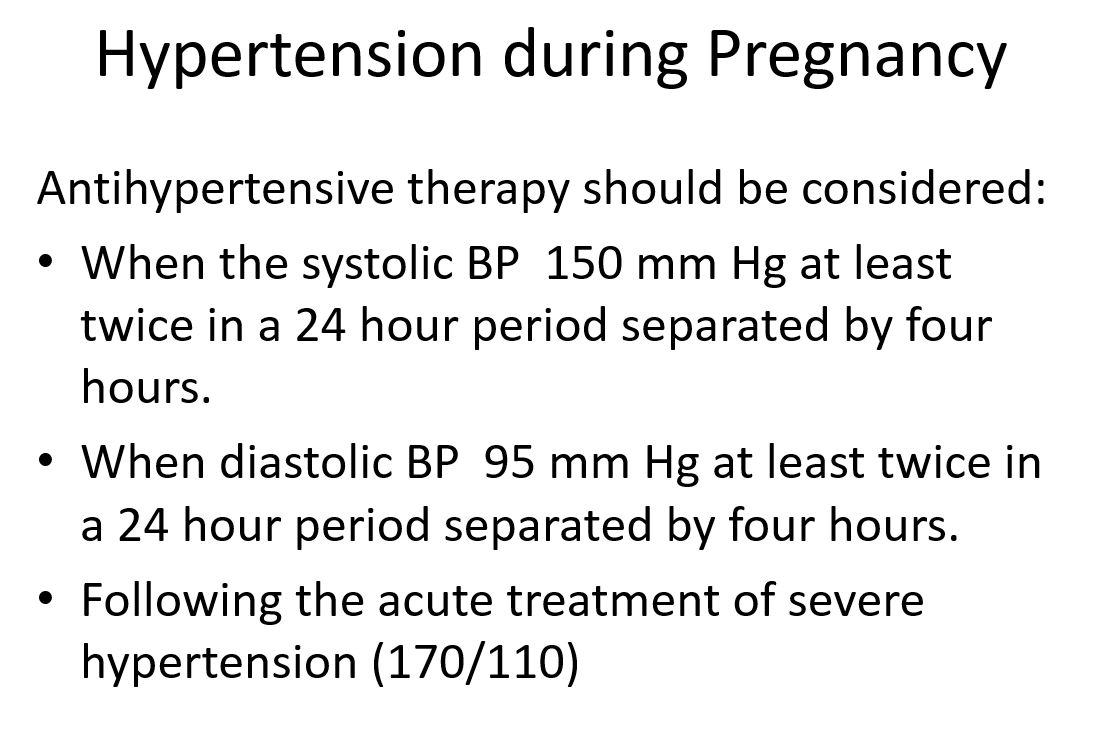 Hypertension during Pregnancy
Antihypertensive therapy should be considered:
• When the systolic BP  150 mm Hg at least
twice in a 24 hour period separated by four
hours.
• When diastolic BP  95 mm Hg at least twice in
a 24 hour period separated by four hours.
• Following the acute treatment of severe
hypertension (170/110)